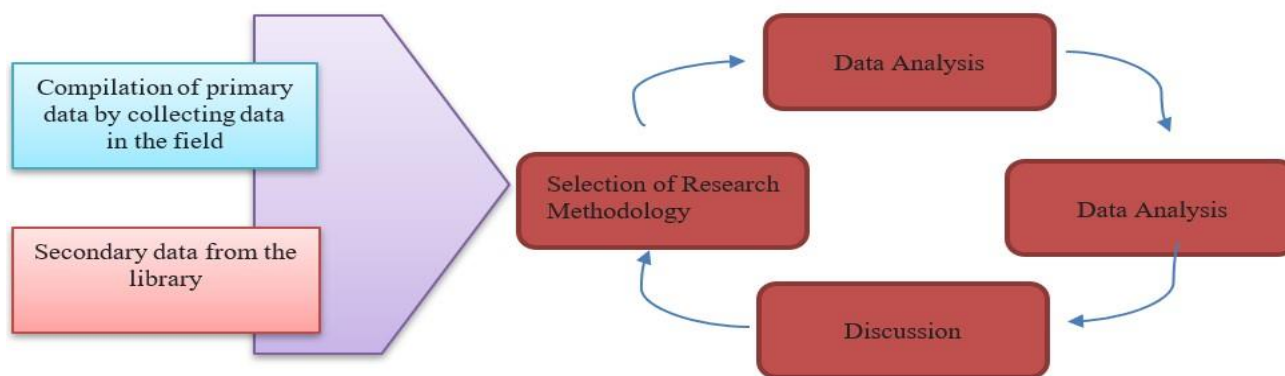 Compilation of primary
data by collecting data
in the field
Secondary data from the
library
Selection of Research
Methodology
Data Analysis
Data Analysis
Discussion